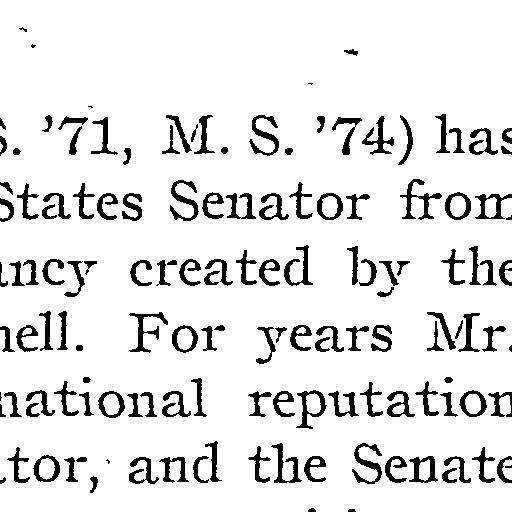 S. ’71, M. S. ’74) has
States Senator from
ancy created by the
nell. For years Mr.
national reputation
ator, and the Senate